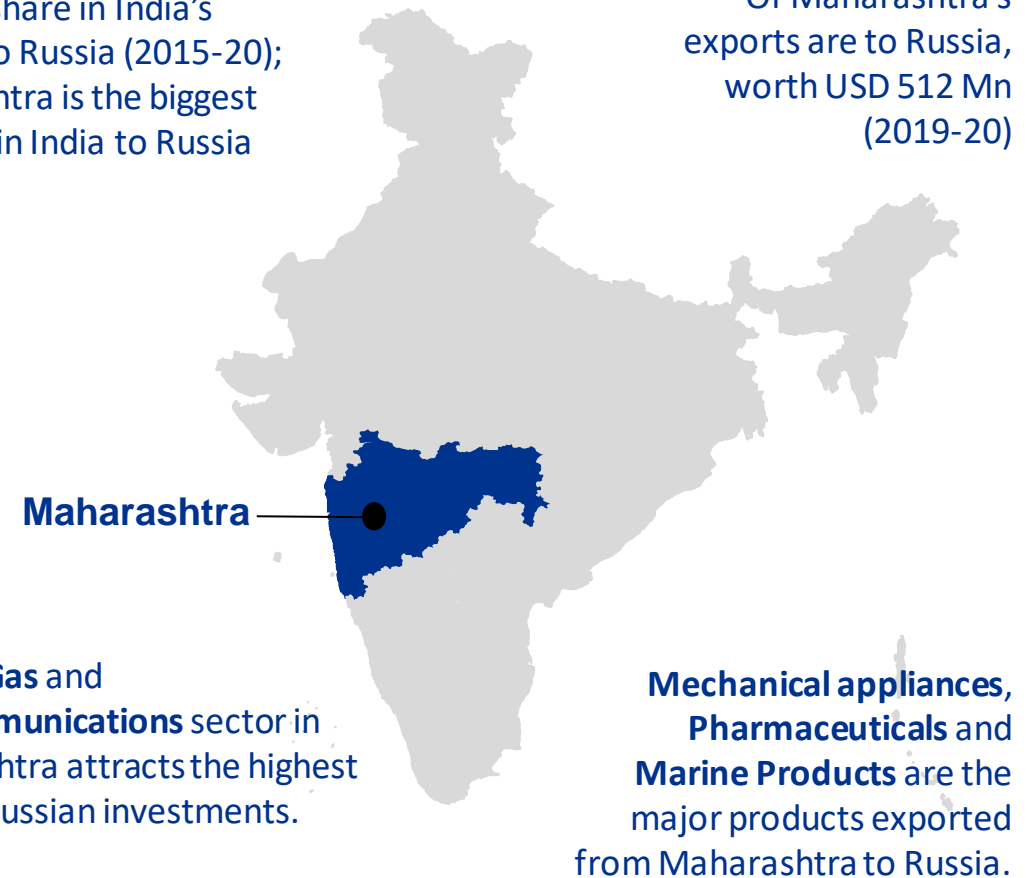 share in India's
o Russia (2015-20);
htra is the biggest
in India to Russia
Of Maharashtra's
exports are to Russia,
worth USD 512 Mn
(2019-20)
Maharashtra
Gas and
munications sector in
htra attracts the highest
ussian investments.
Mechanical appliances,
Pharmaceuticals and
Marine Products are the
major products exported
from Maharashtra to Russia.